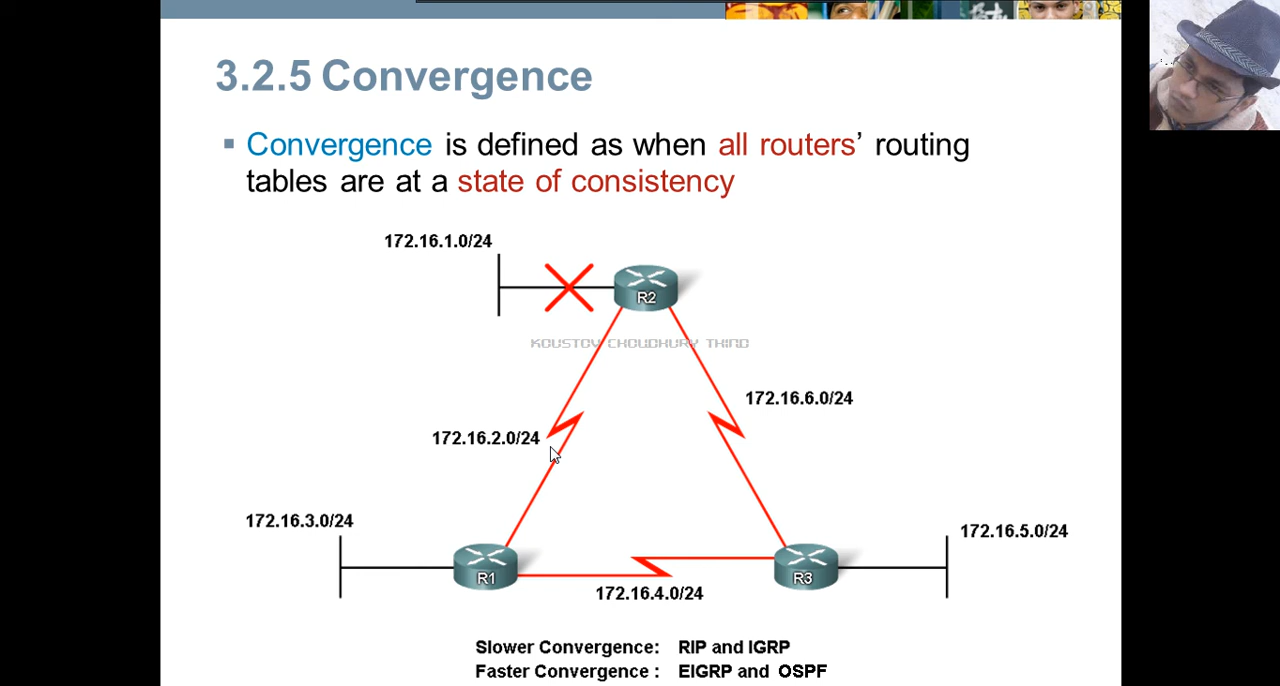 3.2.5 Convergence
Convergence is defined as when all routers’ routing
tables are at a state of consistency
172.16.1.0/24
R2
KOUSTOV CHOUDHURY THIND
172.16.6.0/24
172.16.2.0/24
172.16.3.0/24
172.16.5.0/24
R1
R3
172.16.4.0/24
Slower Convergence: RIP and IGRP
Faster Convergence : EIGRP and OSPF